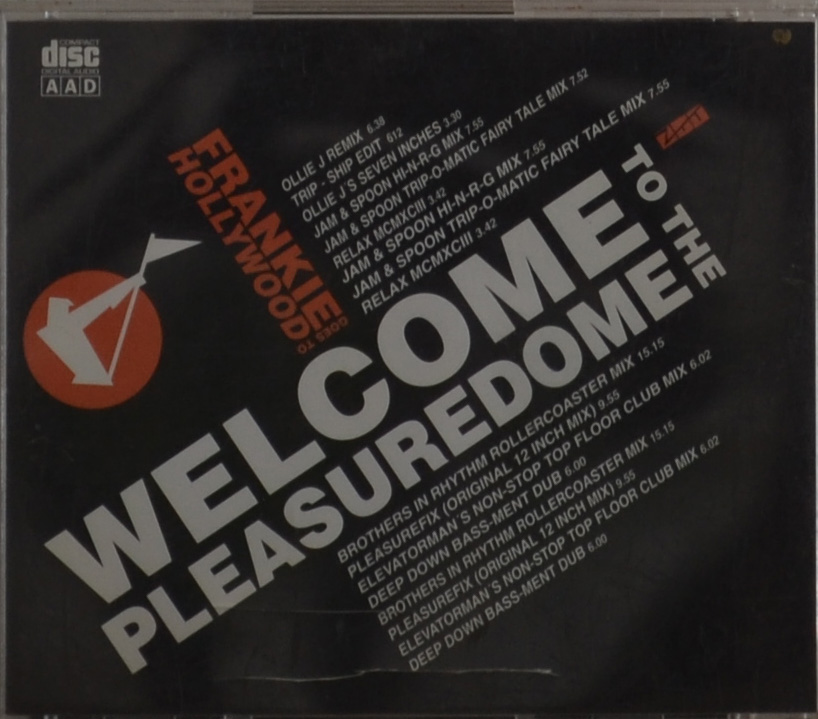 COMPACT
disc
DIGITAL AUDIO
AAD
FRANKIE
GOES TO
HOLLYWOOD
OLLIE J REMIX 6.38
TRIP - SHIP EDIT 612
OLLIE J'S SEVEN INCHES 3.30
JAM & SPOON HI-N-R-G MIX 7.55
JAM & SPOON TRIP-O-MATIC FAIRY TALE MIX 7.52
RELAX MCMXCIII 3.42
JAM & SPOON HI-N-R-G MIX 7.55
JAM & SPOON TRIP-O-MATIC FAIRY TALE MIX 7.55
RELAX MCMXCIII 3.42
ZTT
WELCOME
TO THE
PLEASUREDOME
BROTHERS IN RHYTHM ROLLERCOASTER MIX 15.15
PLEASUREFIX (ORIGINAL 12 INCH MIX) 9.55
ELEVATORMAN'S NON-STOP TOP FLOOR CLUB MIX 6.02
DEEP DOWN BASS-MENT DUB 6.00
BROTHERS IN RHYTHM ROLLERCOASTER MIX 15.15
PLEASUREFIX (ORIGINAL 12 INCH MIX) 9.55
ELEVATORMAN'S NON-STOP TOP FLOOR CLUB MIX 6.02
DEEP DOWN BASS-MENT DUB 6.00